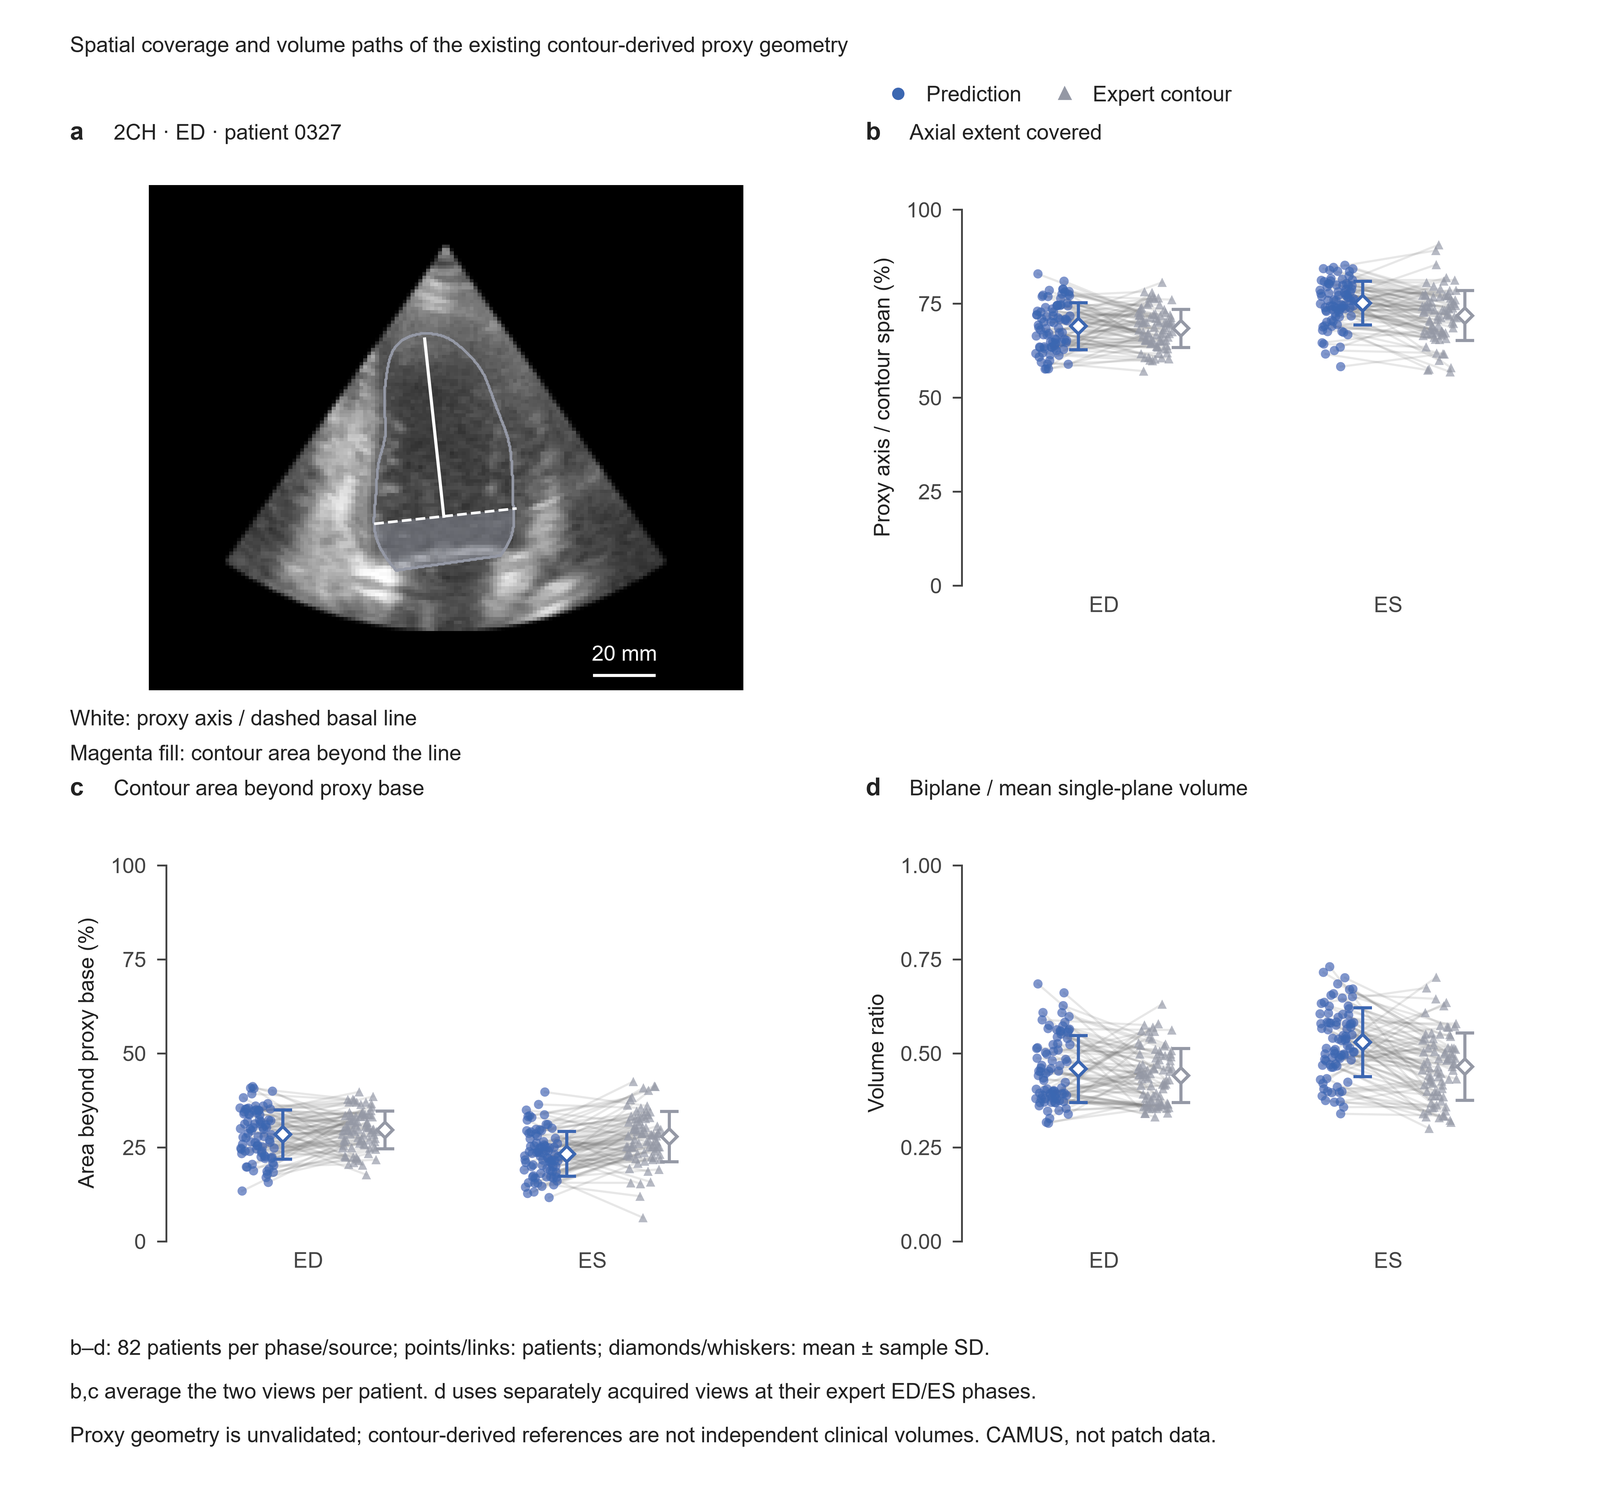 Spatial coverage and volume paths of the existing contour-derived proxy geometry
Prediction
Expert contour
a 2CH · ED · patient 0327
20 mm
White: proxy axis / dashed basal line
Magenta fill: contour area beyond the line
b Axial extent covered
Proxy axis / contour span (%)
100
75
50
25
0
ED ES
c Contour area beyond proxy base
Area beyond proxy base (%)
100
75
50
25
0
ED ES
d Biplane / mean single-plane volume
Volume ratio
1.00
0.75
0.50
0.25
0.00
ED ES
b–d: 82 patients per phase/source; points/links: patients; diamonds/whiskers: mean ± sample SD.
b,c average the two views per patient. d uses separately acquired views at their expert ED/ES phases.
Proxy geometry is unvalidated; contour-derived references are not independent clinical volumes. CAMUS, not patch data.